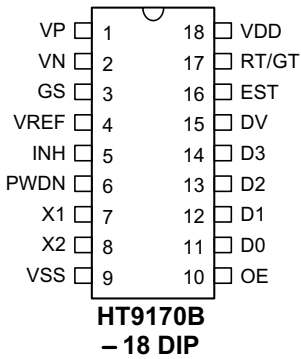 VP 1 18 VDD
VN 2 17 RT/GT
GS 3 16 EST
VREF 4 15 DV
INH 5 14 D3
PWDN 6 13 D2
X1 7 12 D1
X2 8 11 D0
VSS 9 10 OE
HT9170B
– 18 DIP